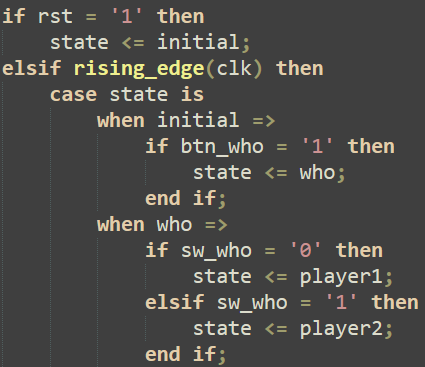 if rst = '1' then
    state <= initial;
elsif rising_edge(clk) then
    case state is
        when initial =>
            if btn_who = '1' then
                state <= who;
            end if;
        when who =>
            if sw_who = '0' then
                state <= player1;
            elsif sw_who = '1' then
                state <= player2;
            end if;